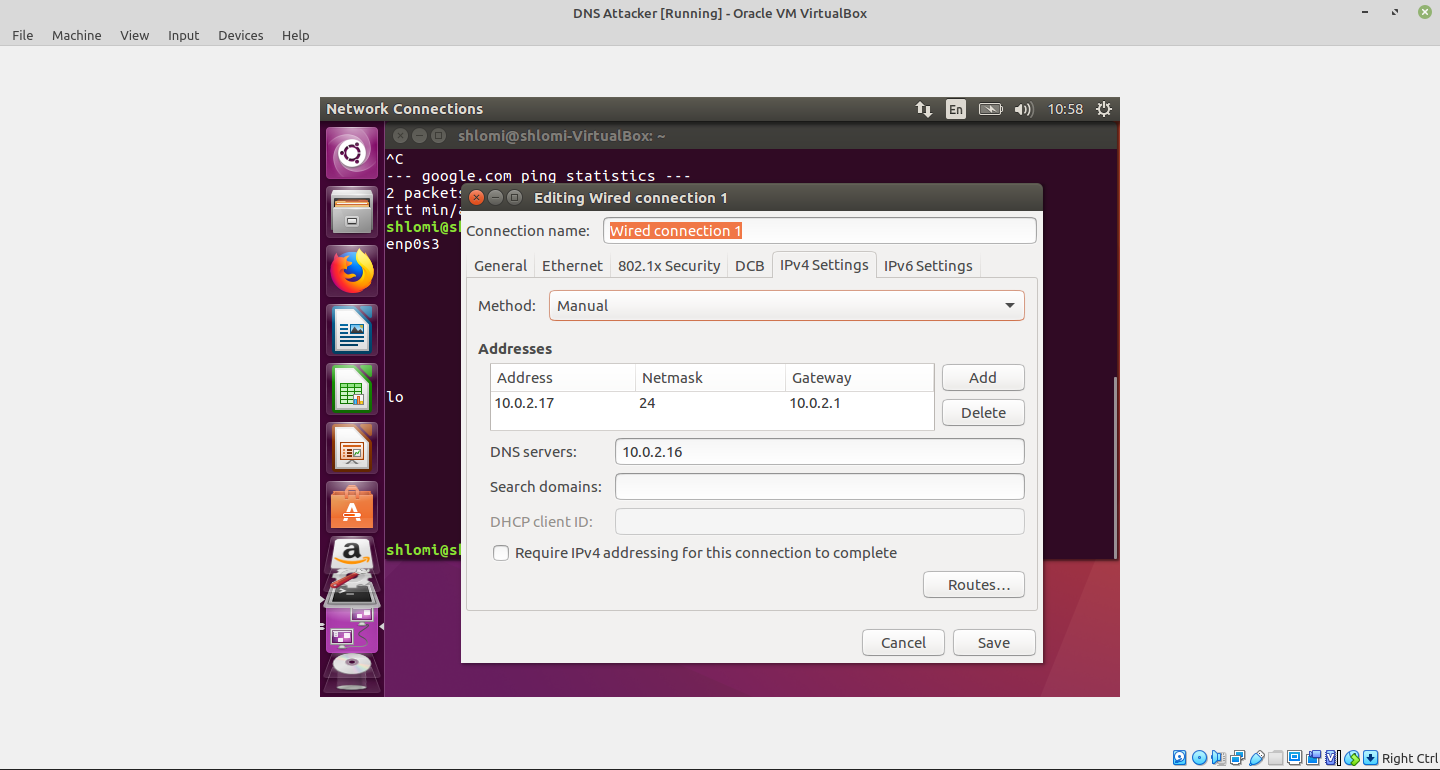 DNS Attacker [Running] - Oracle VM VirtualBox
File Machine View Input Devices Help
Network Connections En 10:58
shlomi@shlomi-VirtualBox: ~
^C
--- google.com ping statistics ---
2 packets
rtt min/a
shlomi@sh
enp0s3
lo
shlomi@sh
Editing Wired connection 1
Connection name: Wired connection 1
General Ethernet 802.1x Security DCB IPv4 Settings IPv6 Settings
Method: Manual
Addresses
Address Netmask Gateway Add
10.0.2.17 24 10.0.2.1
Delete
DNS servers: 10.0.2.16
Search domains:
DHCP client ID:
Require IPv4 addressing for this connection to complete
Routes...
Cancel Save
Right Ctrl